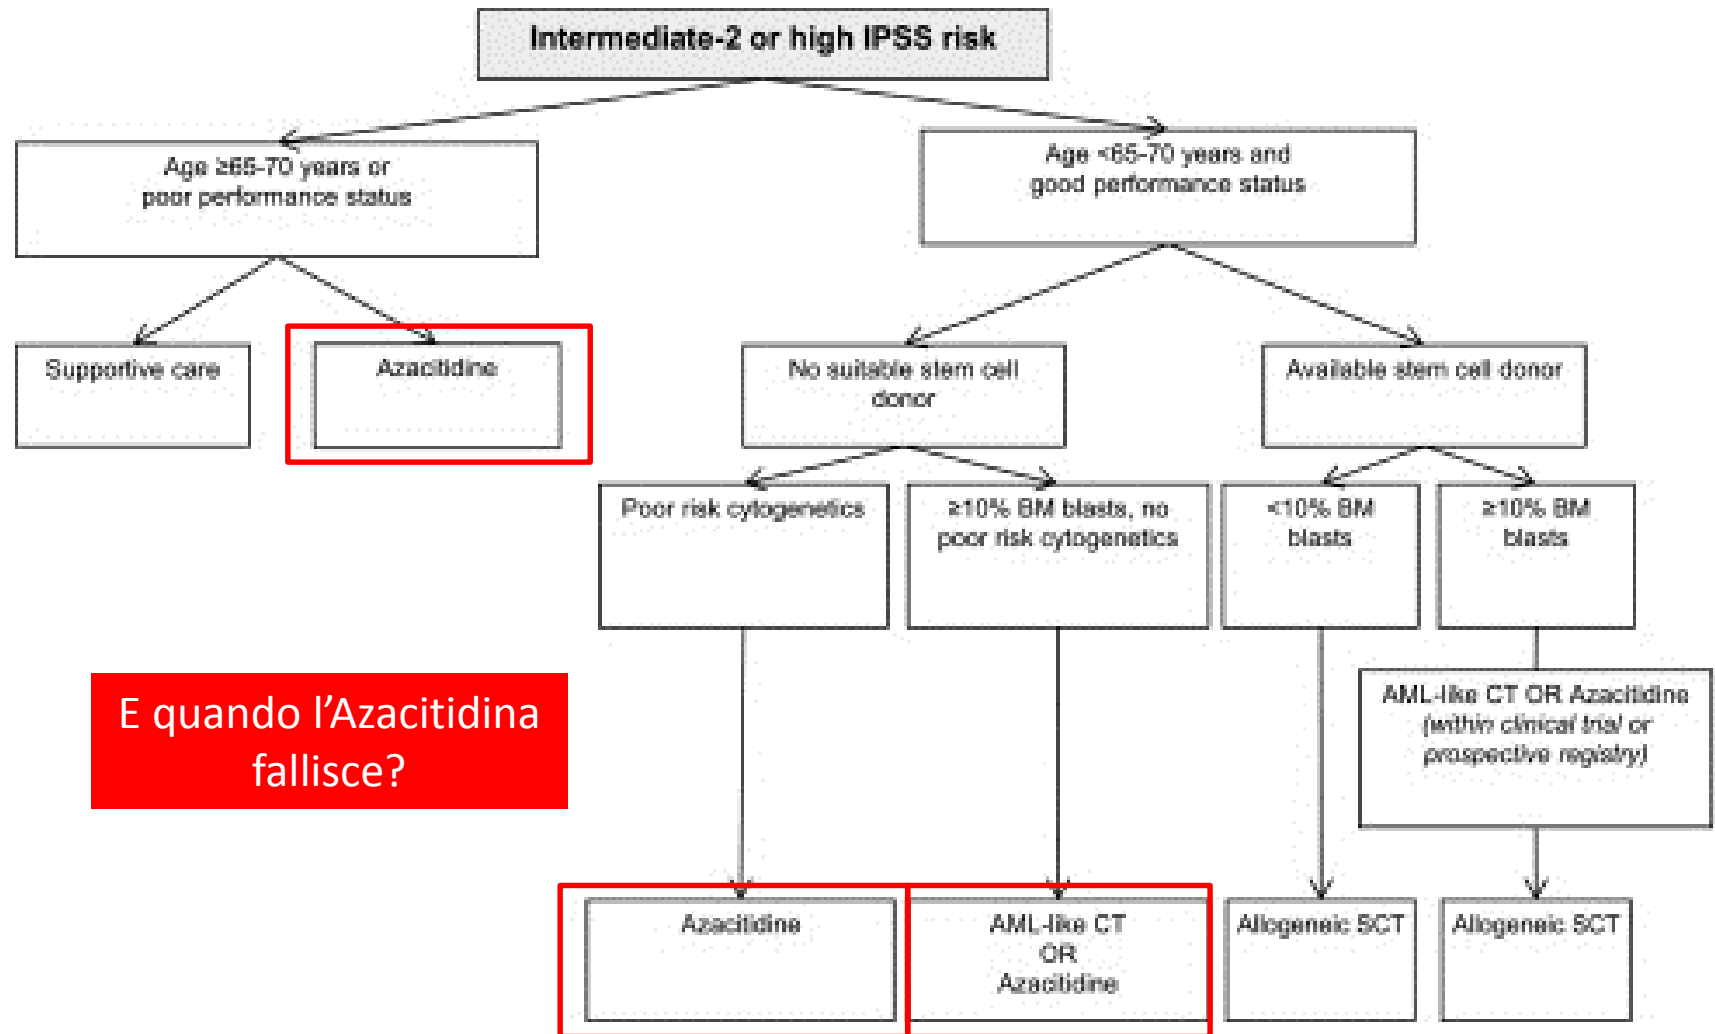 Intermediate-2 or high IPSS risk
Age ≥65-70 years or
poor performance status
Age <65-70 years and
good performance status
Supportive care
Azacitidine
No suitable stem cell
donor
Available stem cell donor
Poor risk cytogenetics
≥10% BM blasts, no
poor risk cytogenetics
<10% BM
blasts
≥10% BM
blasts
E quando l’Azacitidina
fallisce?
AML-like CT OR Azacitidine
(within clinical trial or
prospective registry)
Azacitidine
AML-like CT
OR
Azacitidine
Allogeneic SCT
Allogeneic SCT